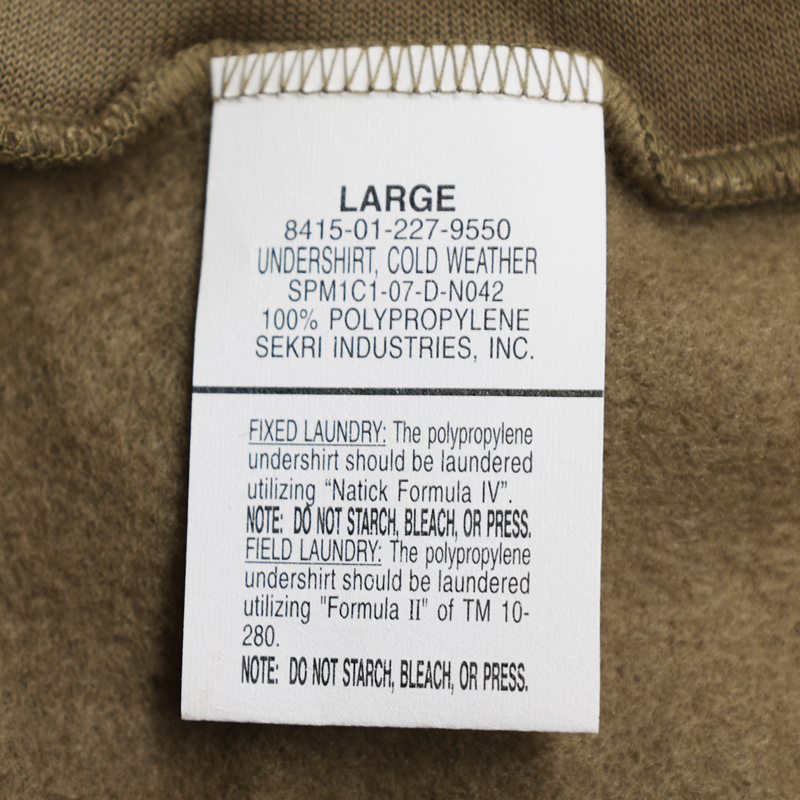 LARGE
8415-01-227-9550
UNDERSHIRT, COLD WEATHER
SPM1C1-07-D-N042
100% POLYPROPYLENE
SEKRI INDUSTRIES, INC.
FIXED LAUNDRY: The polypropylene
undershirt should be laundered
utilizing “Natick Formula IV”.
NOTE: DO NOT STARCH, BLEACH, OR PRESS.
FIELD LAUNDRY: The polypropylene
undershirt should be laundered
utilizing "Formula II" of TM 10-
280.
NOTE: DO NOT STARCH, BLEACH, OR PRESS.